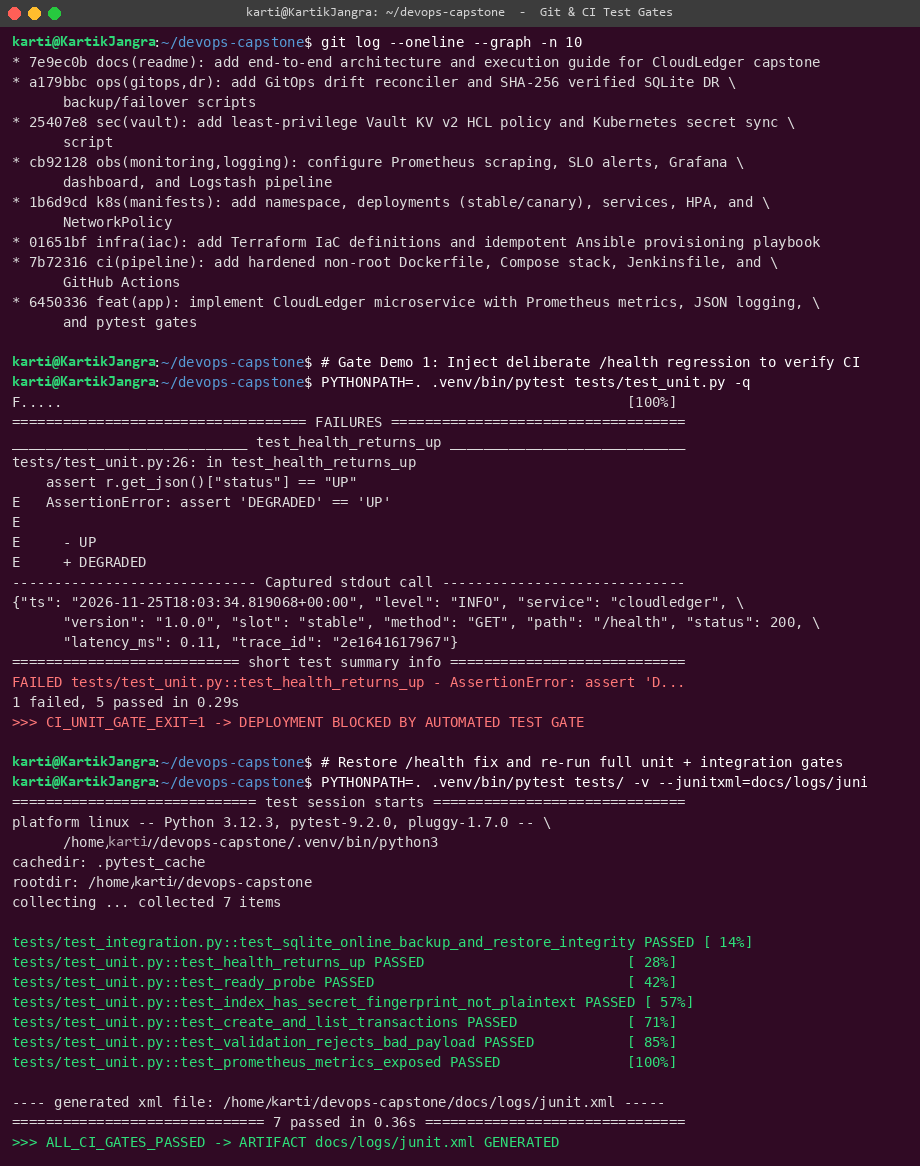 karti@KartikJangra: ~/devops-capstone  -  Git & CI Test Gates
karti@KartikJangra:~/devops-capstone$ git log --oneline --graph -n 10
* 7e9ec0b docs(readme): add end-to-end architecture and execution guide for CloudLedger capstone
* a179bbc ops(gitops,dr): add GitOps drift reconciler and SHA-256 verified SQLite DR \
      backup/failover scripts
* 25407e8 sec(vault): add least-privilege Vault KV v2 HCL policy and Kubernetes secret sync \
      script
* cb92128 obs(monitoring,logging): configure Prometheus scraping, SLO alerts, Grafana \
      dashboard, and Logstash pipeline
* 1b6d9cd k8s(manifests): add namespace, deployments (stable/canary), services, HPA, and \
      NetworkPolicy
* 01651bf infra(iac): add Terraform IaC definitions and idempotent Ansible provisioning playbook
* 7b72316 ci(pipeline): add hardened non-root Dockerfile, Compose stack, Jenkinsfile, and \
      GitHub Actions
* 6450336 feat(app): implement CloudLedger microservice with Prometheus metrics, JSON logging, \
      and pytest gates
karti@KartikJangra:~/devops-capstone$ # Gate Demo 1: Inject deliberate /health regression to verify CI
karti@KartikJangra:~/devops-capstone$ PYTHONPATH=. .venv/bin/pytest tests/test_unit.py -q
F.....                                                                   [100%]
=================================== FAILURES ===================================
____________________________ test_health_returns_up ____________________________
tests/test_unit.py:26: in test_health_returns_up
    assert r.get_json()["status"] == "UP"
E   AssertionError: assert 'DEGRADED' == 'UP'
E
E     - UP
E     + DEGRADED
----------------------------- Captured stdout call -----------------------------
{"ts": "2026-11-25T18:03:34.819068+00:00", "level": "INFO", "service": "cloudledger", \
      "version": "1.0.0", "slot": "stable", "method": "GET", "path": "/health", "status": 200, \
      "latency_ms": 0.11, "trace_id": "2e1641617967"}
=========================== short test summary info ============================
FAILED tests/test_unit.py::test_health_returns_up - AssertionError: assert 'D...
1 failed, 5 passed in 0.29s
>>> CI_UNIT_GATE_EXIT=1 -> DEPLOYMENT BLOCKED BY AUTOMATED TEST GATE
karti@KartikJangra:~/devops-capstone$ # Restore /health fix and re-run full unit + integration gates
karti@KartikJangra:~/devops-capstone$ PYTHONPATH=. .venv/bin/pytest tests/ -v --junitxml=docs/logs/juni
============================= test session starts ==============================
platform linux -- Python 3.12.3, pytest-9.2.0, pluggy-1.7.0 -- \
      /home/karti//devops-capstone/.venv/bin/python3
cachedir: .pytest_cache
rootdir: /home/karti//devops-capstone
collecting ... collected 7 items
tests/test_integration.py::test_sqlite_online_backup_and_restore_integrity PASSED [ 14%]
tests/test_unit.py::test_health_returns_up PASSED                        [ 28%]
tests/test_unit.py::test_ready_probe PASSED                              [ 42%]
tests/test_unit.py::test_index_has_secret_fingerprint_not_plaintext PASSED [ 57%]
tests/test_unit.py::test_create_and_list_transactions PASSED             [ 71%]
tests/test_unit.py::test_validation_rejects_bad_payload PASSED           [ 85%]
tests/test_unit.py::test_prometheus_metrics_exposed PASSED               [100%]
---- generated xml file: /home/karti/devops-capstone/docs/logs/junit.xml -----
============================== 7 passed in 0.36s ===============================
>>> ALL_CI_GATES_PASSED -> ARTIFACT docs/logs/junit.xml GENERATED